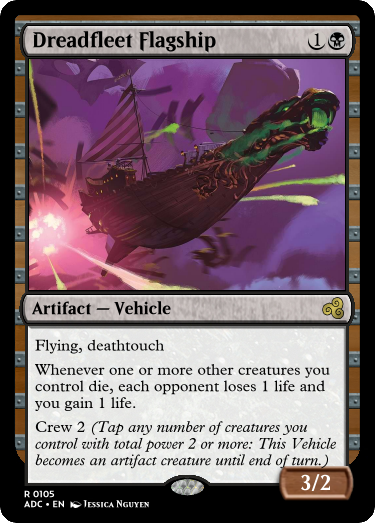 Dreadfleet Flagship 1
Artifact — Vehicle
Flying, deathtouch
Whenever one or more other creatures you
control die, each opponent loses 1 life and
you gain 1 life.
Crew 2 (Tap any number of creatures you
control with total power 2 or more: This Vehicle
becomes an artifact creature until end of turn.)
3/2
R 0105
ADC • EN Jessica Nguyen